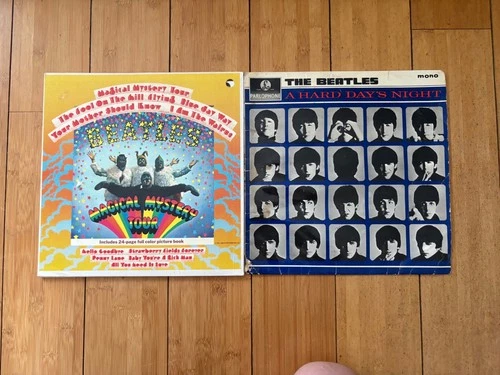 Magical Mystery Tour
The Fool On The Hill Flying Blue Jay Way
Your Mother Should Know I Am The Walrus
BEATLES
MAGICAL MYSTERY
TOUR
Includes 24-page full color picture book
Hello Goodbye Strawberry Fields Forever
Penny Lane Baby You're A Rich Man
All You Need Is Love
PARLOPHONE
THE BEATLES
mono
A HARD DAY'S NIGHT